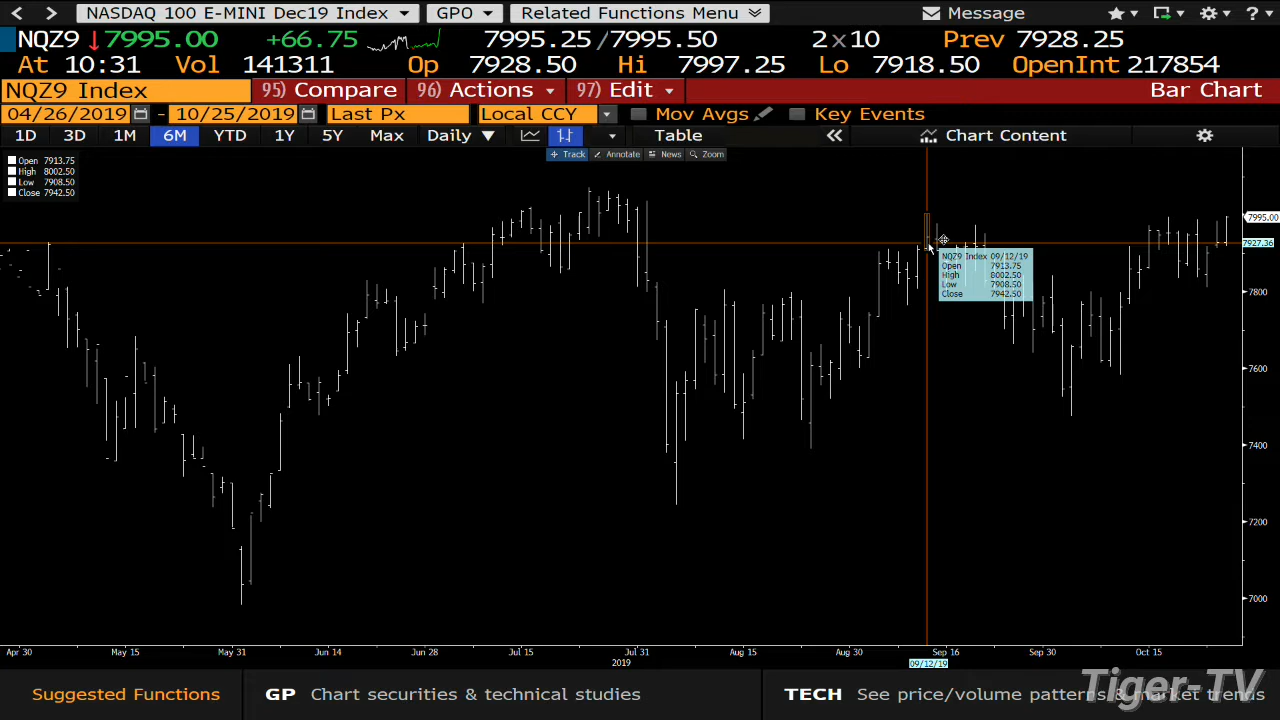 NASDAQ 100 E-MINI Dec19 Index GPO Related Functions Menu Message
NQZ9 ↓7995.00 +66.75 7995.25/7995.50 2×10 Prev 7928.25
At 10:31 Vol 141311 Op 7928.50 Hi 7997.25 Lo 7918.50 OpenInt 217854
NQZ9 Index 95) Compare 96) Actions 97) Edit Bar Chart
04/26/2019 - 10/25/2019 Last Px Local CCY Mov Avgs Key Events
1D 3D 1M 6M YTD 1Y 5Y Max Daily ▼ Table « Chart Content
Track Annotate News Zoom
Open 7913.75
High 8002.50
Low 7908.50
Close 7942.50
7995.00
7927.36
7800
7600
7400
7200
7000
NQZ9 Index 09/12/19
Open 7913.75
High 8002.50
Low 7908.50
Close 7942.50
Apr 30 May 15 May 31 Jun 14 Jun 28 Jul 15 Jul 31 Aug 15 Aug 30 Sep 16 Sep 30 Oct 15
2019
09/12/19
Suggested Functions GP Chart securities & technical studies TECH See price/volume patterns & market trends
Tiger-TV